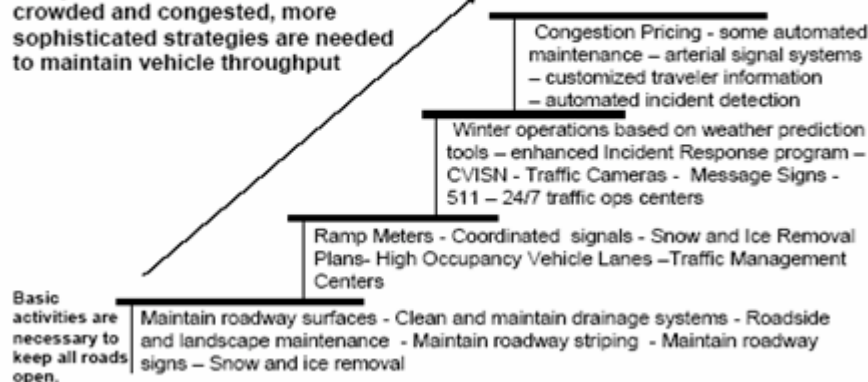 crowded and congested, more
sophisticated strategies are needed
to maintain vehicle throughput
Congestion Pricing - some automated
maintenance – arterial signal systems
– customized traveler information
– automated incident detection
Winter operations based on weather prediction
tools – enhanced Incident Response program –
CVISN - Traffic Cameras - Message Signs -
511 – 24/7 traffic ops centers
Ramp Meters - Coordinated signals - Snow and Ice Removal
Plans- High Occupancy Vehicle Lanes –Traffic Management
Centers
Basic
activities are
necessary to
keep all roads
open.
Maintain roadway surfaces - Clean and maintain drainage systems - Roadside
and landscape maintenance - Maintain roadway striping - Maintain roadway
signs – Snow and ice removal